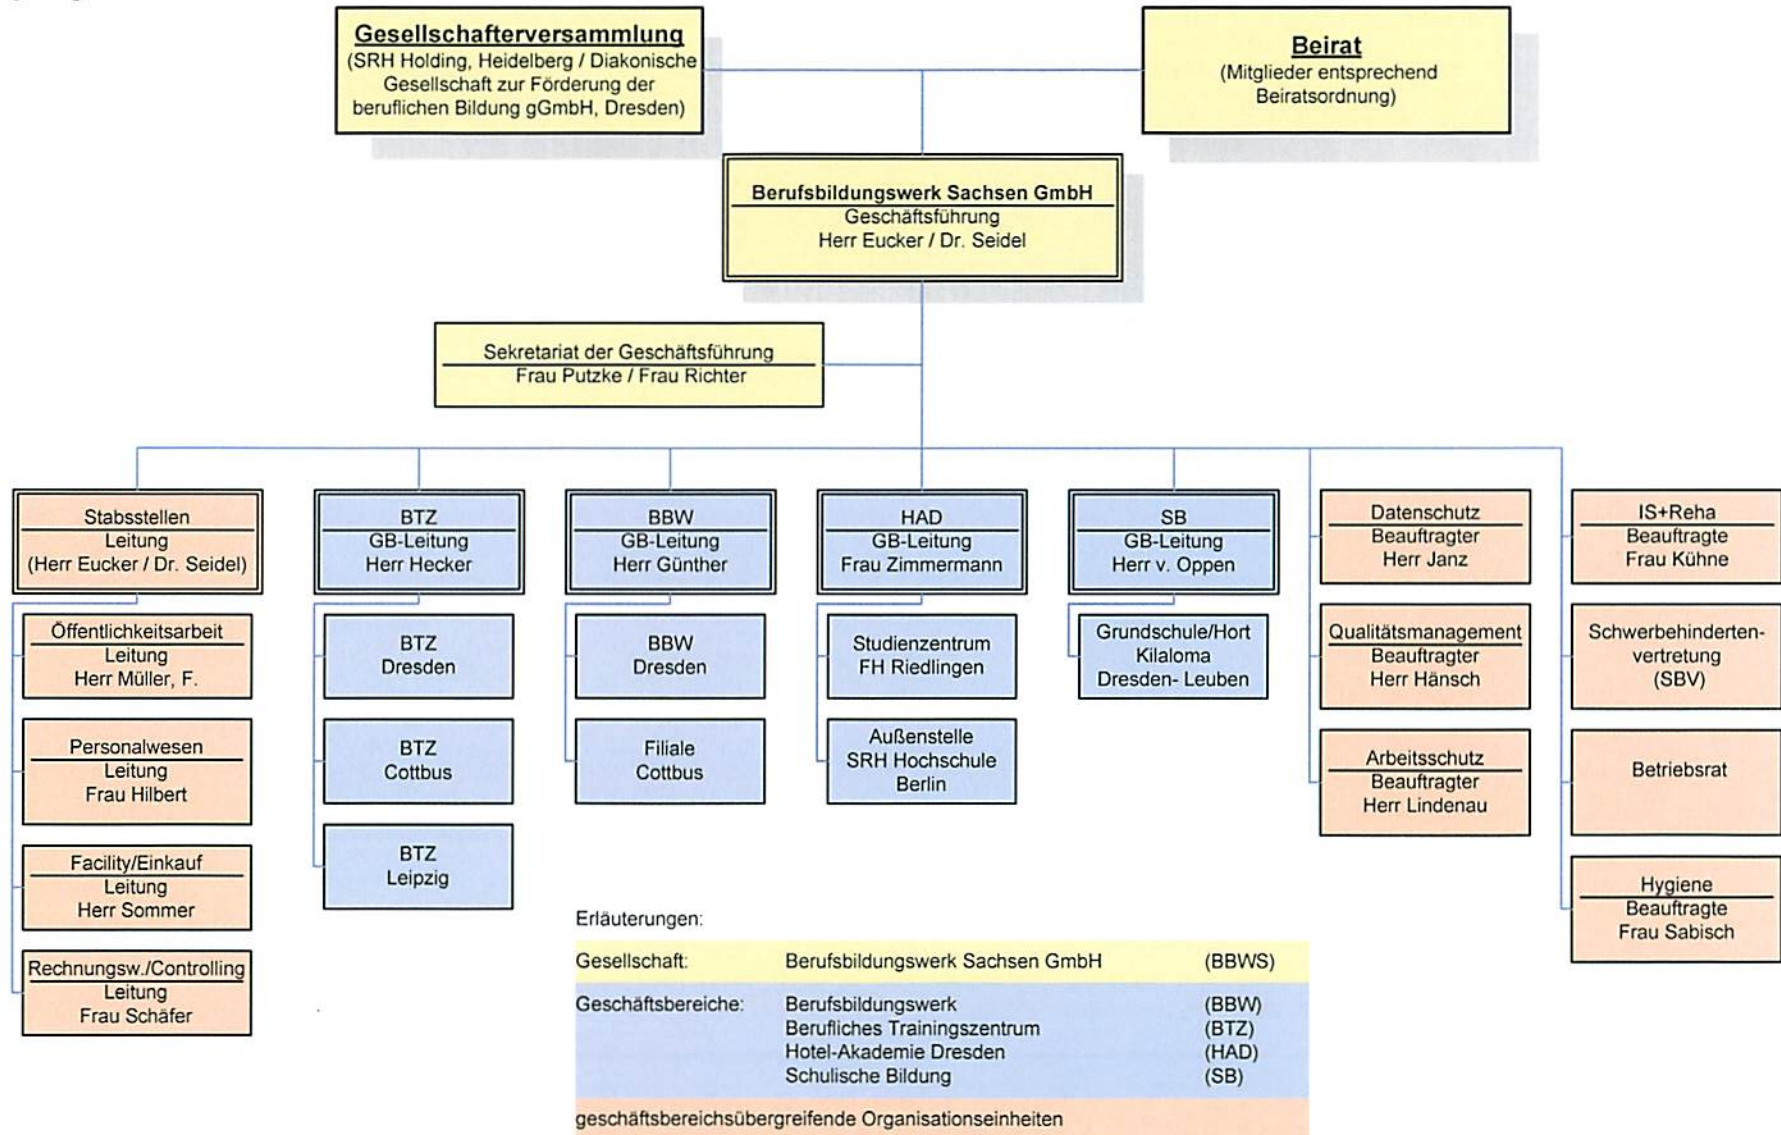 Gesellschafterversammlung
(SRH Holding, Heidelberg / Diakonische
Gesellschaft zur Förderung der
beruflichen Bildung gGmbH, Dresden)
Beirat
(Mitglieder entsprechend
Beiratsordnung)
Berufsbildungswerk Sachsen GmbH
Geschäftsführung
Herr Eucker / Dr. Seidel
Sekretariat der Geschäftsführung
Frau Putzke / Frau Richter
Stabsstellen
Leitung
(Herr Eucker / Dr. Seidel)
Öffentlichkeitsarbeit
Leitung
Herr Müller, F.
Personalwesen
Leitung
Frau Hilbert
Facility/Einkauf
Leitung
Herr Sommer
Rechnungsw./Controlling
Leitung
Frau Schäfer
BTZ
GB-Leitung
Herr Hecker
BTZ
Dresden
BTZ
Cottbus
BTZ
Leipzig
BBW
GB-Leitung
Herr Günther
BBW
Dresden
Filiale
Cottbus
HAD
GB-Leitung
Frau Zimmermann
Studienzentrum
FH Riedlingen
Außenstelle
SRH Hochschule
Berlin
SB
GB-Leitung
Herr v. Oppen
Grundschule/Hort
Kilaloma
Dresden- Leuben
Datenschutz
Beauftragter
Herr Janz
Qualitätsmanagement
Beauftragter
Herr Hänsch
Arbeitsschutz
Beauftragter
Herr Lindenau
IS+Reha
Beauftragte
Frau Kühne
Schwerbehinderten-
vertretung
(SBV)
Betriebsrat
Hygiene
Beauftragte
Frau Sabisch
Erläuterungen:
Gesellschaft: Berufsbildungswerk Sachsen GmbH (BBWS)
Geschäftsbereiche: Berufsbildungswerk (BBW)
Berufliches Trainingszentrum (BTZ)
Hotel-Akademie Dresden (HAD)
Schulische Bildung (SB)
geschäftsbereichsübergreifende Organisationseinheiten